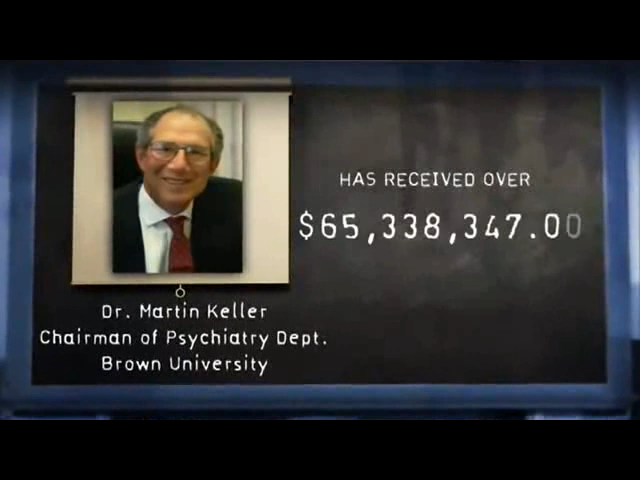 HAS RECEIVED OVER
$65,338,347.00
Dr. Martin Keller
Chairman of Psychiatry Dept.
Brown University